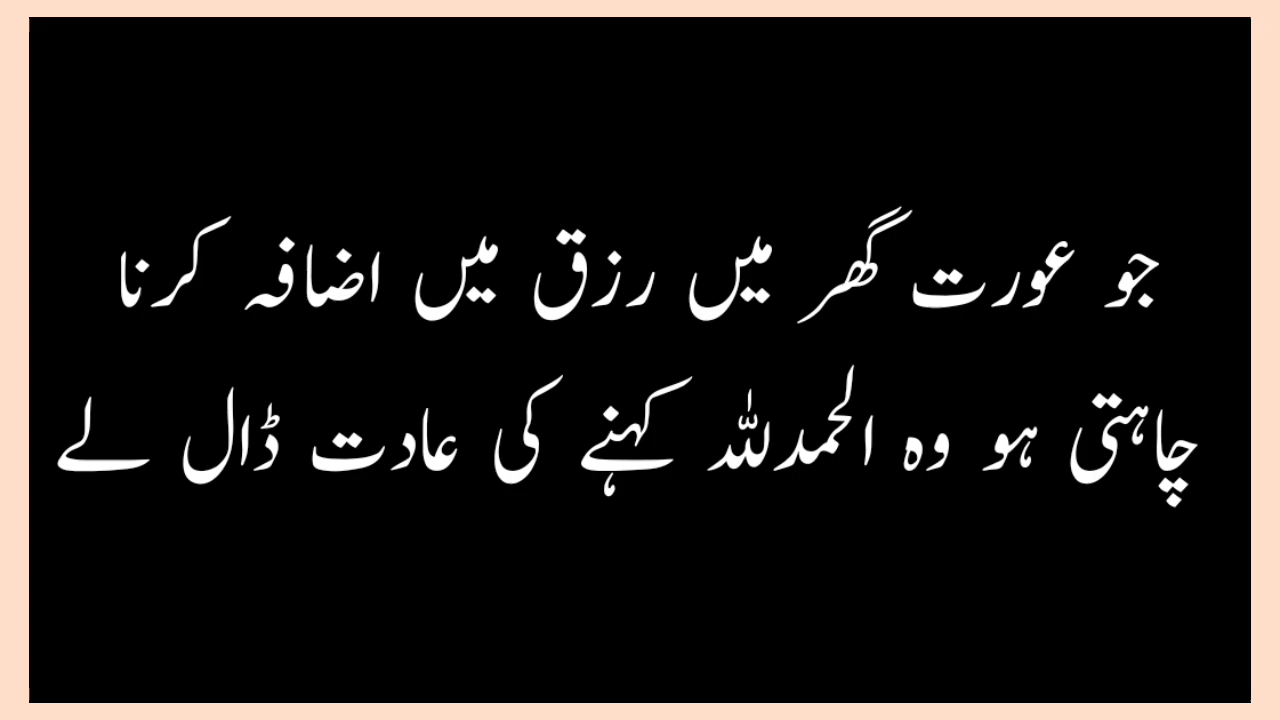 جو عورت گھر میں رزق میں اضافہ کرنا
چاہتی ہو وہ الحمدللہ کہنے کی عادت ڈال لے